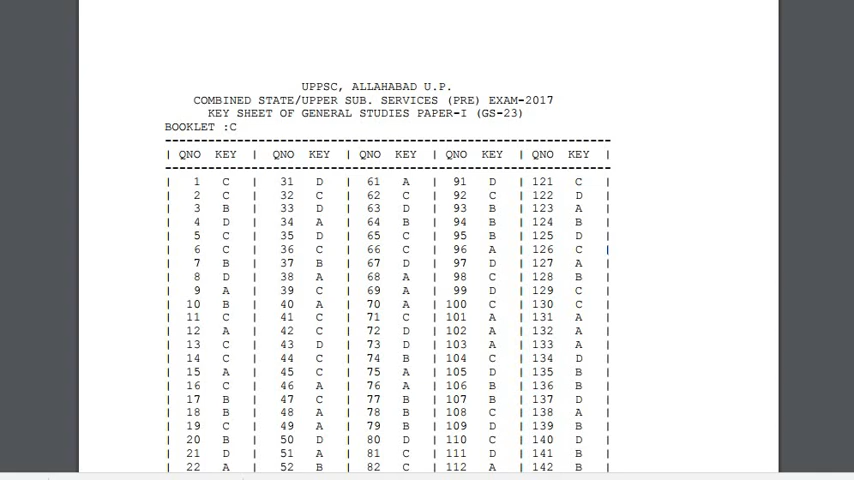 UPPSC, ALLAHABAD U.P.
COMBINED STATE/UPPER SUB. SERVICES (PRE) EXAM-2017
KEY SHEET OF GENERAL STUDIES PAPER-I (GS-23)
BOOKLET :C
-------------------------------------------------
| QNO KEY | QNO KEY | QNO KEY | QNO KEY | QNO KEY |
-------------------------------------------------
| 1 C | 31 D | 61 A | 91 D | 121 C |
| 2 C | 32 C | 62 C | 92 C | 122 D |
| 3 B | 33 D | 63 D | 93 B | 123 A |
| 4 D | 34 A | 64 B | 94 B | 124 B |
| 5 C | 35 D | 65 C | 95 B | 125 D |
| 6 C | 36 C | 66 C | 96 A | 126 C |
| 7 B | 37 B | 67 D | 97 D | 127 A |
| 8 D | 38 A | 68 A | 98 C | 128 B |
| 9 A | 39 C | 69 A | 99 D | 129 C |
| 10 B | 40 A | 70 A | 100 C | 130 C |
| 11 C | 41 C | 71 C | 101 A | 131 A |
| 12 A | 42 C | 72 D | 102 A | 132 A |
| 13 C | 43 D | 73 D | 103 A | 133 A |
| 14 C | 44 C | 74 B | 104 C | 134 D |
| 15 A | 45 C | 75 A | 105 D | 135 B |
| 16 C | 46 A | 76 A | 106 B | 136 B |
| 17 B | 47 C | 77 B | 107 B | 137 D |
| 18 B | 48 A | 78 B | 108 C | 138 A |
| 19 C | 49 A | 79 B | 109 D | 139 B |
| 20 B | 50 D | 80 D | 110 C | 140 D |
| 21 D | 51 A | 81 C | 111 D | 141 B |
| 22 A | 52 B | 82 C | 112 A | 142 B |